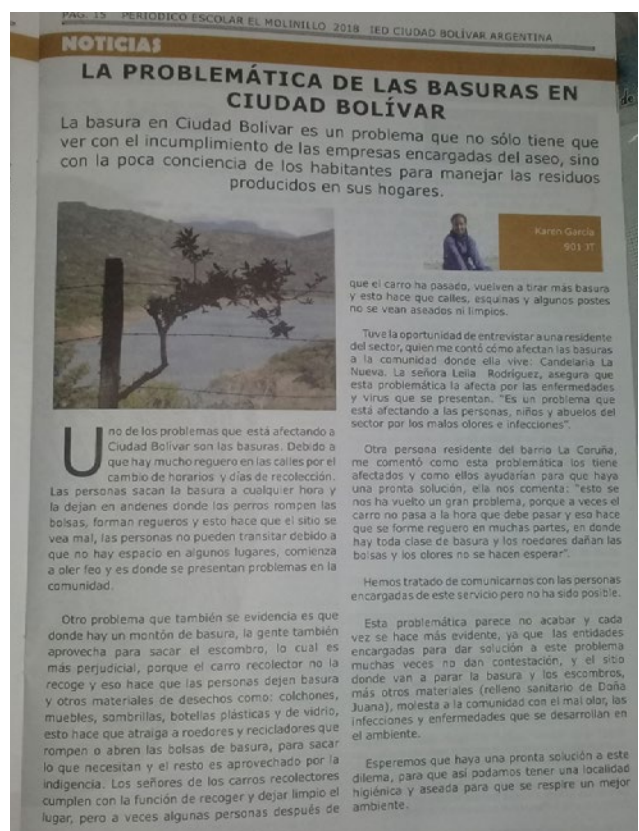 PÁG. 15 PERIÓDICO ESCOLAR EL MOLINILLO 2018 IED CIUDAD BOLÍVAR ARGENTINA
NOTICIAS
LA PROBLEMÁTICA DE LAS BASURAS EN
CIUDAD BOLÍVAR
La basura en Ciudad Bolivar es un problema que no sólo tiene que
ver con el incumplimiento de las empresas encargadas del aseo, sino
con la poca conciencia de los habitantes para manejar las residuos
producidos en sus hogares.
Karen García
901 JT
Uno de los problemas que está afectando a
Ciudad Bolivar son las basuras. Debido a
que hay mucho reguero en las calles por el
cambio de horarios y días de recolección.
Las personas sacan la basura a cualquier hora y
la dejan en andenes donde los perros rompen las
bolsas, forman regueros y esto hace que el sitio se
vea mal, las personas no pueden transitar debido a
que no hay espacio en algunos lugares, comienza
a oler feo y es donde se presentan problemas en la
comunidad.
Otro problema que también se evidencia es que
donde hay un montón de basura, la gente también
aprovecha para sacar el escombro, lo cual es
más perjudicial, porque el carro recolector no la
recoge y eso hace que las personas dejen basura
y otros materiales de desechos como: colchones,
muebles, sombrillas, botellas plásticas y de vidrio,
esto hace que atraiga a roedores y recicladores que
rompen o abren las bolsas de basura, para sacar
lo que necesitan y el resto es aprovechado por la
indigencia. Los señores de los carros recolectores
cumplen con la función de recoger y dejar limpio el
lugar, pero a veces algunas personas después de
que el carro ha pasado, vuelven a tirar más basura
y esto hace que calles, esquinas y algunos postes
no se vean aseados ni limpios.
Tuve la oportunidad de entrevistar a una residente
del sector, quien me contó cómo afectan las basuras
a la comunidad donde ella vive: Candelaria La
Nueva. La señora Leila Rodríguez, asegura que
esta problemática la afecta por las enfermedades
y virus que se presentan. "Es un problema que
está afectando a las personas, niños y abuelos del
sector por los malos olores e infecciones".
Otra persona residente del barrio La Coruña,
me comentó como esta problemática los tiene
afectados y como ellos ayudarían para que haya
una pronta solución, ella nos comenta: "esto se
nos ha vuelto un gran problema, porque a veces el
carro no pasa a la hora que debe pasar y eso hace
que se forme reguero en muchas partes, en donde
hay toda clase de basura y los roedores dañan las
bolsas y los olores no se hacen esperar".
Hemos tratado de comunicarnos con las personas
encargadas de este servicio pero no ha sido posible.
Esta problemática parece no acabar y cada
vez se hace más evidente, ya que las entidades
encargadas para dar solución a este problema
muchas veces no dan contestación, y el sitio
donde van a parar la basura y los escombros,
más otros materiales (relleno sanitario de Doña
Juana), molesta a la comunidad con el mal olor, las
infecciones y enfermedades que se desarrollan en
el ambiente.
Esperemos que haya una pronta solución a este
dilema, para que así podamos tener una localidad
higiénica y aseada para que se respire un mejor
ambiente.
de